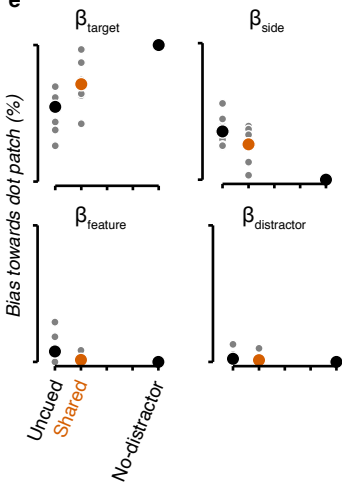 e
βtarget
βside
Bias towards dot patch (%)
βfeature
βdistractor
Uncued
Shared
No-distractor